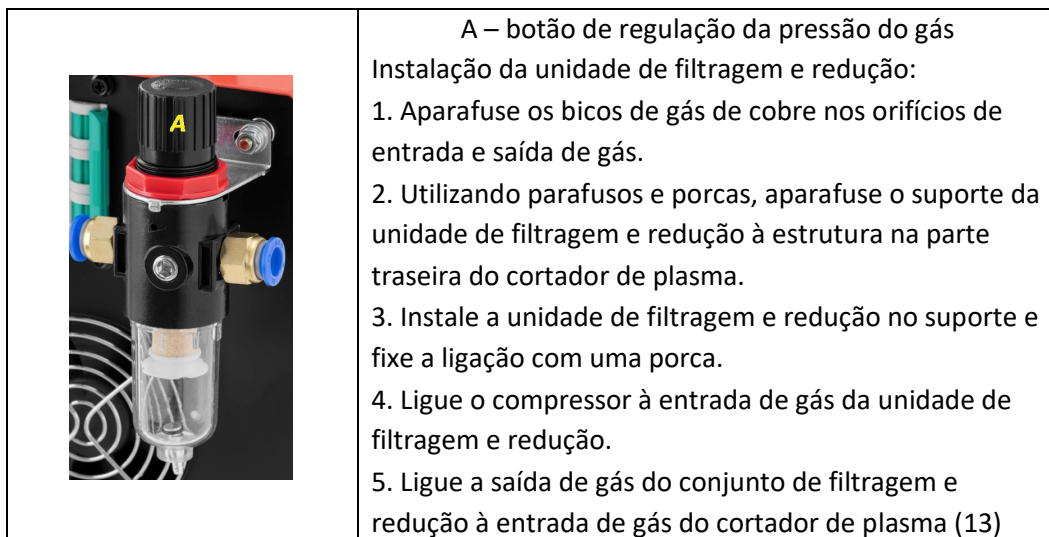 A
A – botão de regulação da pressão do gás
Instalação da unidade de filtragem e redução:
1. Aparafuse os bicos de gás de cobre nos orifícios de
entrada e saída de gás.
2. Utilizando parafusos e porcas, aparafuse o suporte da
unidade de filtragem e redução à estrutura na parte
traseira do cortador de plasma.
3. Instale a unidade de filtragem e redução no suporte e
fixe a ligação com uma porca.
4. Ligue o compressor à entrada de gás da unidade de
filtragem e redução.
5. Ligue a saída de gás do conjunto de filtragem e
redução à entrada de gás do cortador de plasma (13)